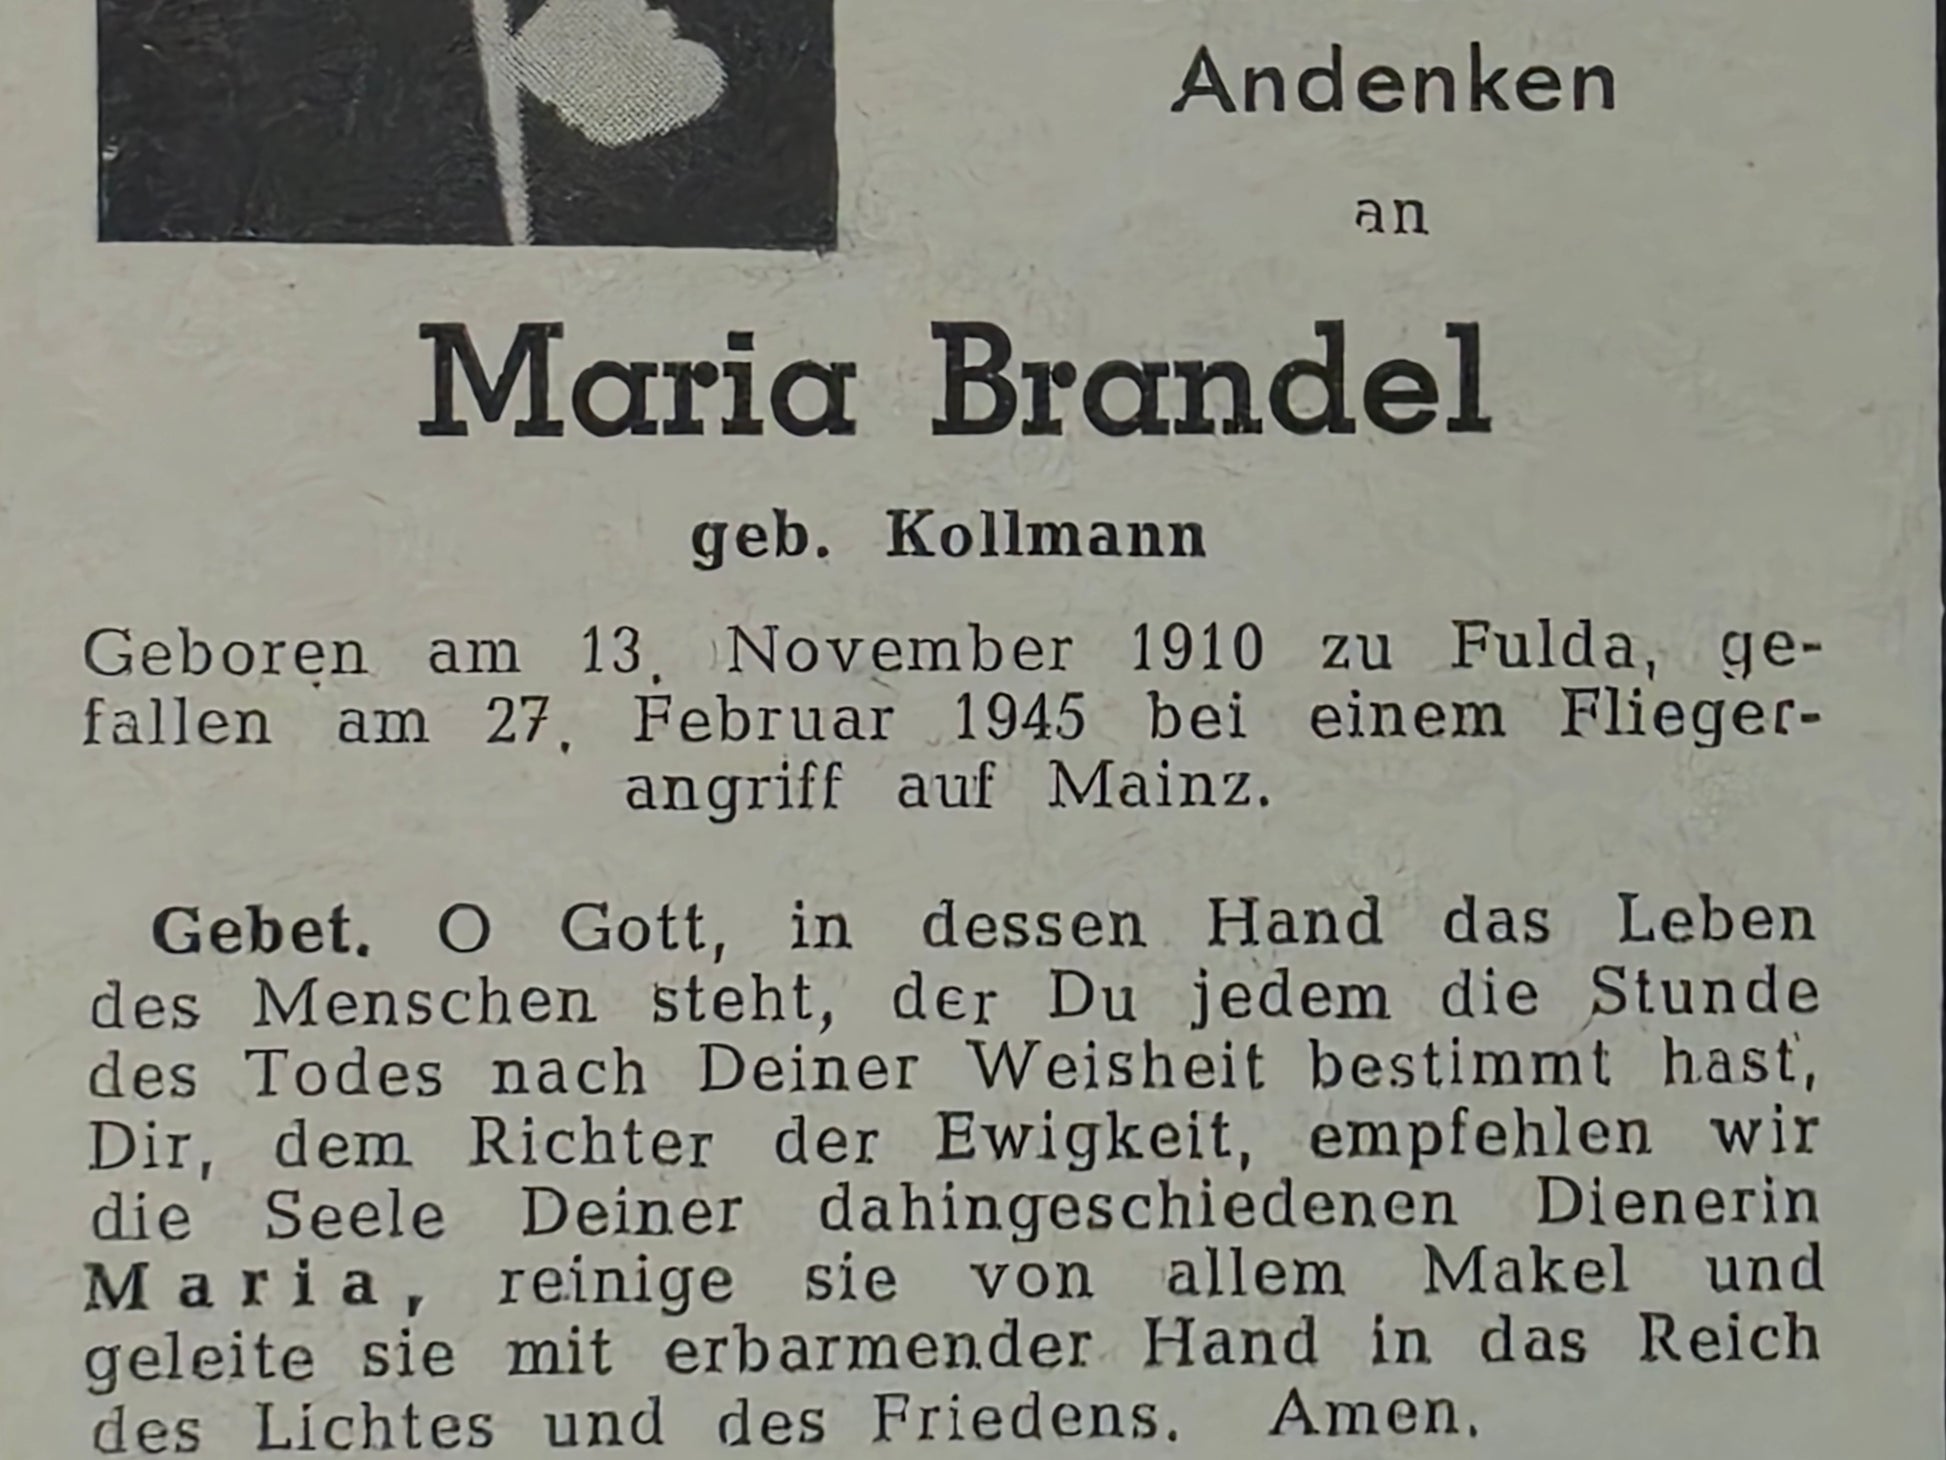 Andenken
an
Maria Brandel
geb. Kollmann
Geboren am 13. November 1910 zu Fulda, ge-
fallen am 27. Februar 1945 bei einem Flieger-
angriff auf Mainz.
Gebet. O Gott, in dessen Hand das Leben
des Menschen steht, der Du jedem die Stunde
des Todes nach Deiner Weisheit bestimmt hast,
Dir, dem Richter der Ewigkeit, empfehlen wir
die Seele Deiner dahingeschiedenen Dienerin
Maria, reinige sie von allem Makel und
geleite sie mit erbarmender Hand in das Reich
des Lichtes und des Friedens. Amen.